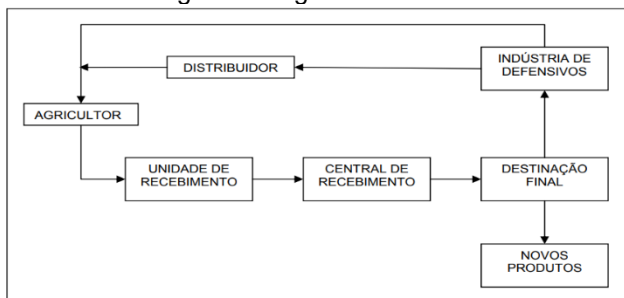 INDÚSTRIA DE
DEFENSIVOS
DISTRIBUIDOR
AGRICULTOR
UNIDADE DE
RECEBIMENTO
CENTRAL DE
RECEBIMENTO
DESTINAÇÃO
FINAL
NOVOS
PRODUTOS